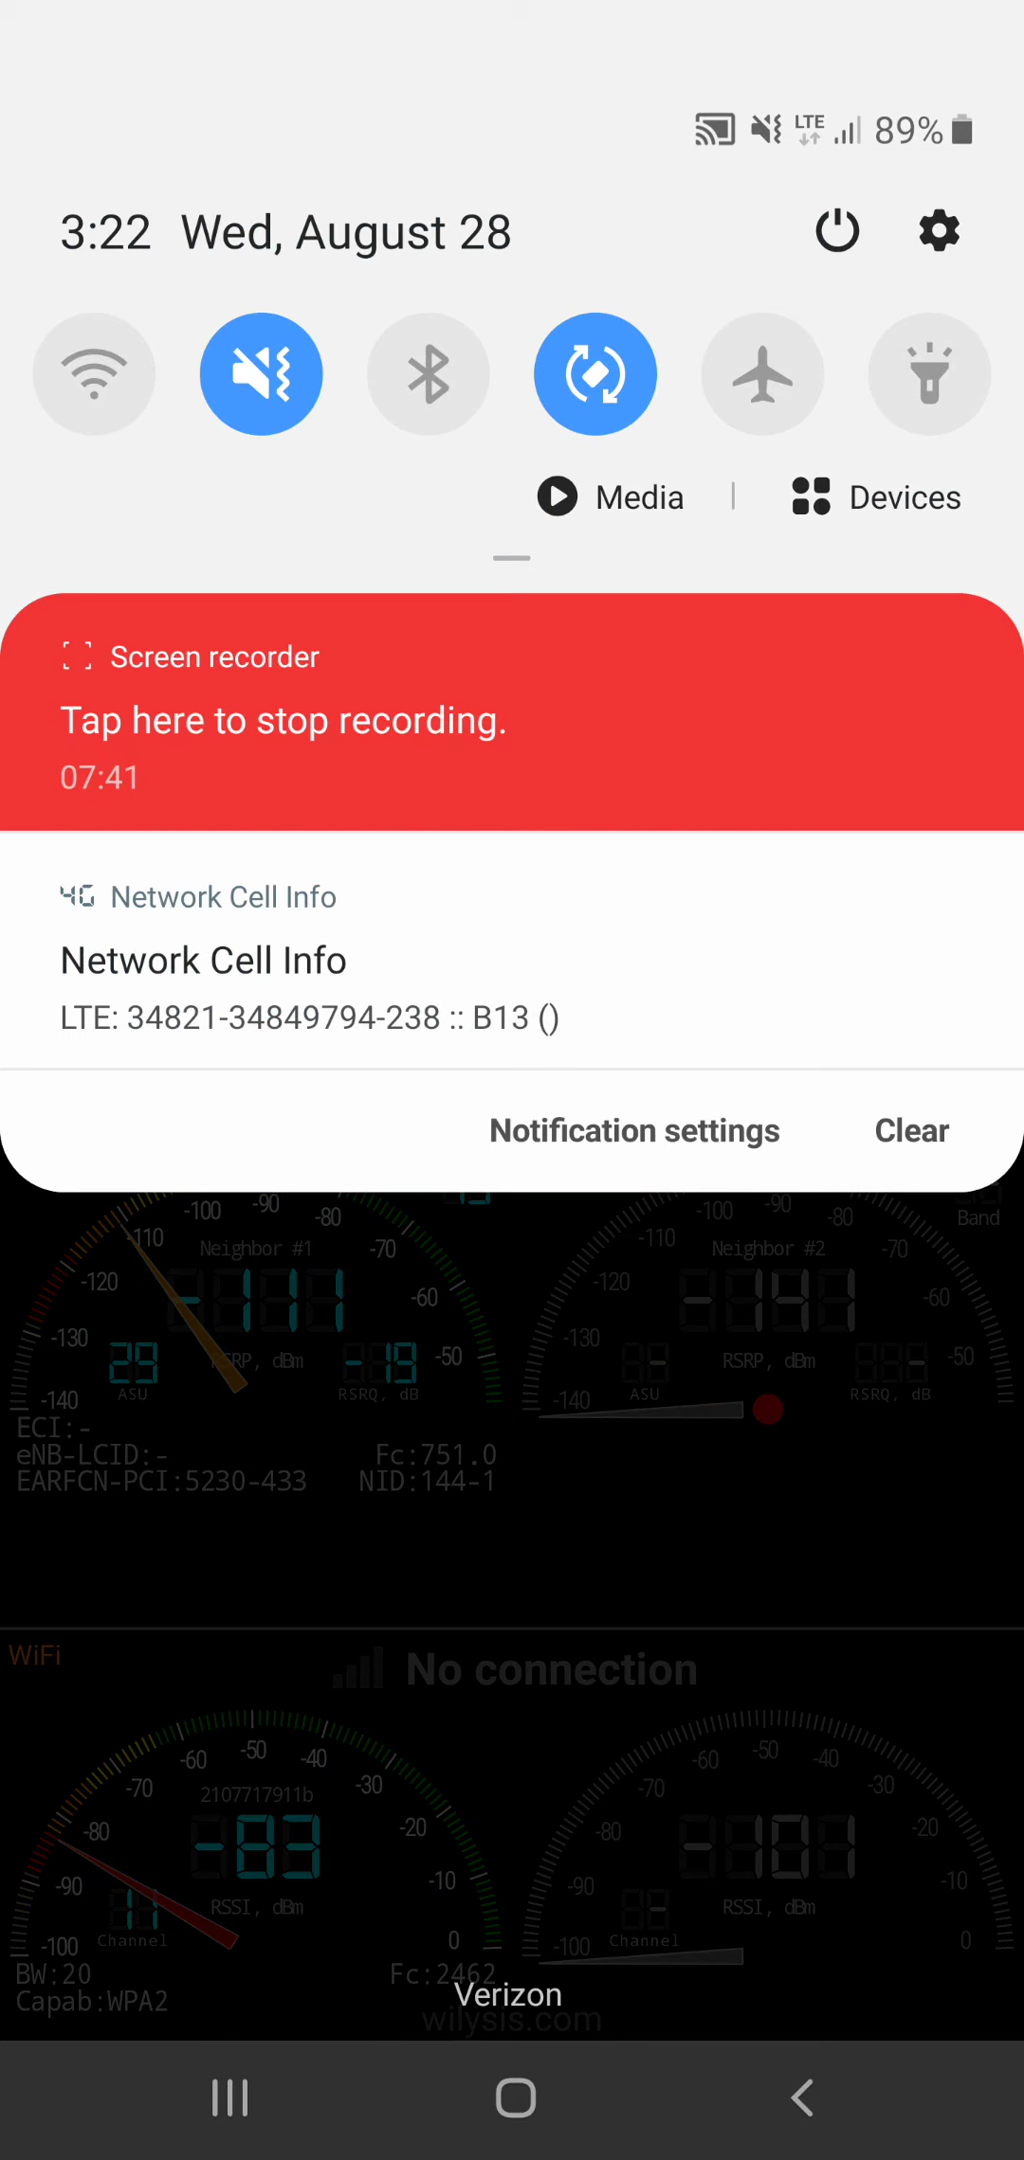 LTE 89%
3:22 Wed, August 28
Media | Devices
Screen recorder
Tap here to stop recording.
07:41
4G Network Cell Info
Network Cell Info
LTE: 34821-34849794-238 :: B13 ()
Notification settings Clear
-110 -100 -90 -80 -110 -100 -90 -80 Band
Neighbor #1 -70 Neighbor #2 -70
-120 -111 -60 -120 -141 -60
-130 29 RSRP, dBm -19 -50 -130 - RSRP, dBm - -50
-140 ASU RSRQ, dB -140 ASU RSRQ, dB
ECI:-
eNB-LCID:- Fc:751.0
EARFCN-PCI:5230-433 NID:144-1
WiFi No connection
-60 -50 -40 -60 -50 -40
-70 2107717911b -30 -70 -30
-80 -83 -20 -80 -101 -20
-90 11 RSSI, dBm -10 -90 - RSSI, dBm -10
-100 Channel 0 -100 Channel 0
BW:20 Fc:2462
Capab:WPA2 Verizon
wilysis.com